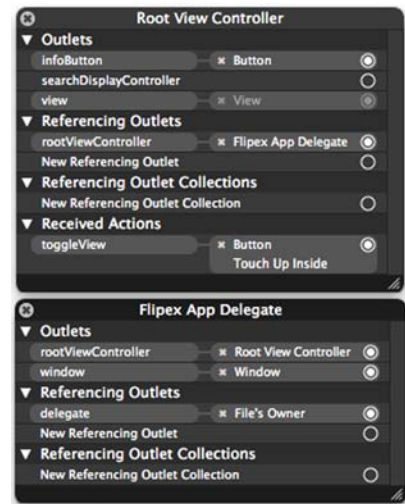 Root View Controller
Outlets
infoButton Button
searchDisplayController
view View
Referencing Outlets
rootViewController Flipex App Delegate
New Referencing Outlet
Referencing Outlet Collections
New Referencing Outlet Collection
Received Actions
toggleView Button
Touch Up Inside
Flipex App Delegate
Outlets
rootViewController Root View Controller
window Window
Referencing Outlets
delegate File's Owner
New Referencing Outlet
Referencing Outlet Collections
New Referencing Outlet Collection